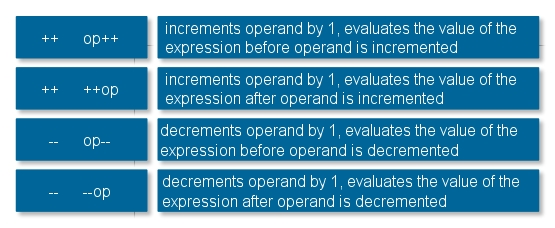 ++ op++ increments operand by 1, evaluates the value of the
expression before operand is incremented
++ ++op increments operand by 1, evaluates the value of the
expression after operand is incremented
-- op-- decrements operand by 1, evaluates the value of the
expression before operand is decremented
-- --op decrements operand by 1, evaluates the value of the
expression after operand is decremented